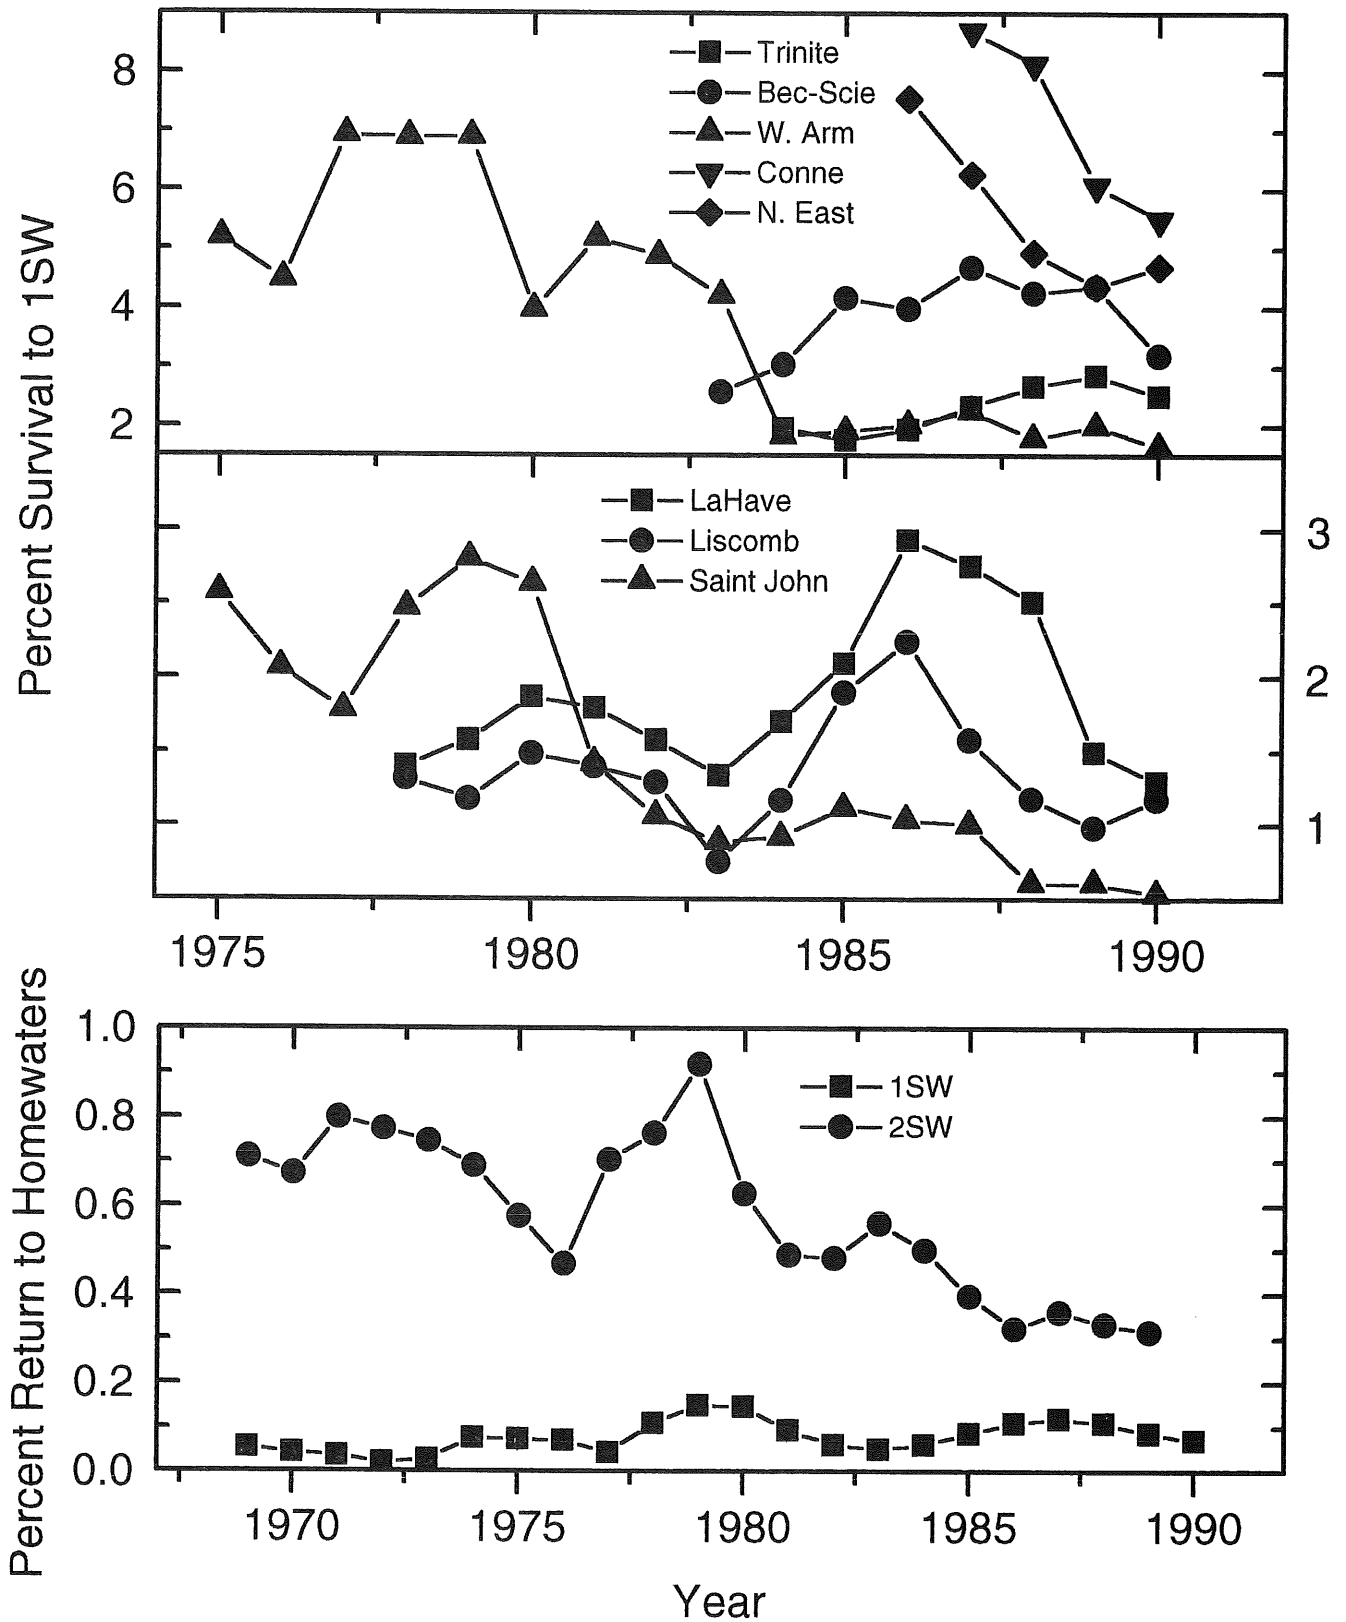 Percent Survival to 1SW
8
6
4
2
Trinite
Bec-Scie
W. Arm
Conne
N. East
LaHave
Liscomb
Saint John
3
2
1
1975 1980 1985 1990
Percent Return to Homewaters
1.0
0.8
0.6
0.4
0.2
0.0
1SW
2SW
1970 1975 1980 1985 1990
Year